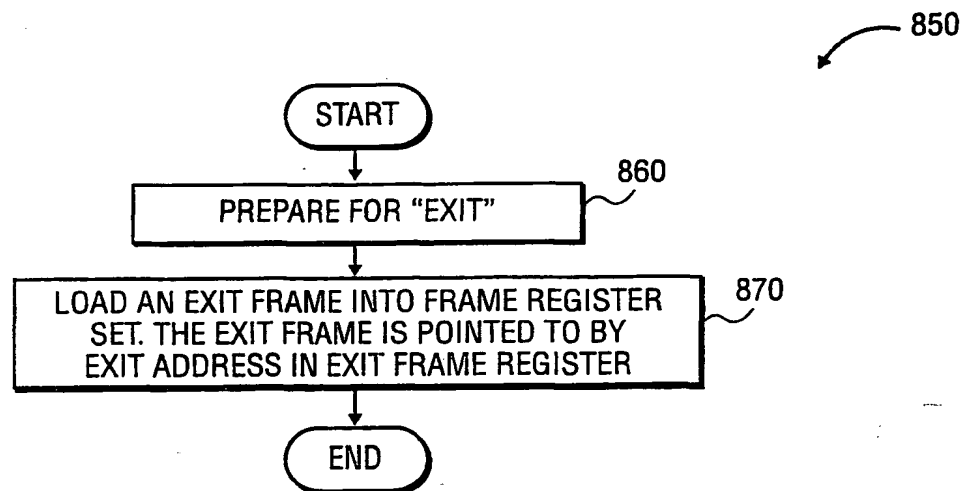 850
START
860
PREPARE FOR “EXIT”
870
LOAD AN EXIT FRAME INTO FRAME REGISTER
SET. THE EXIT FRAME IS POINTED TO BY
EXIT ADDRESS IN EXIT FRAME REGISTER
END